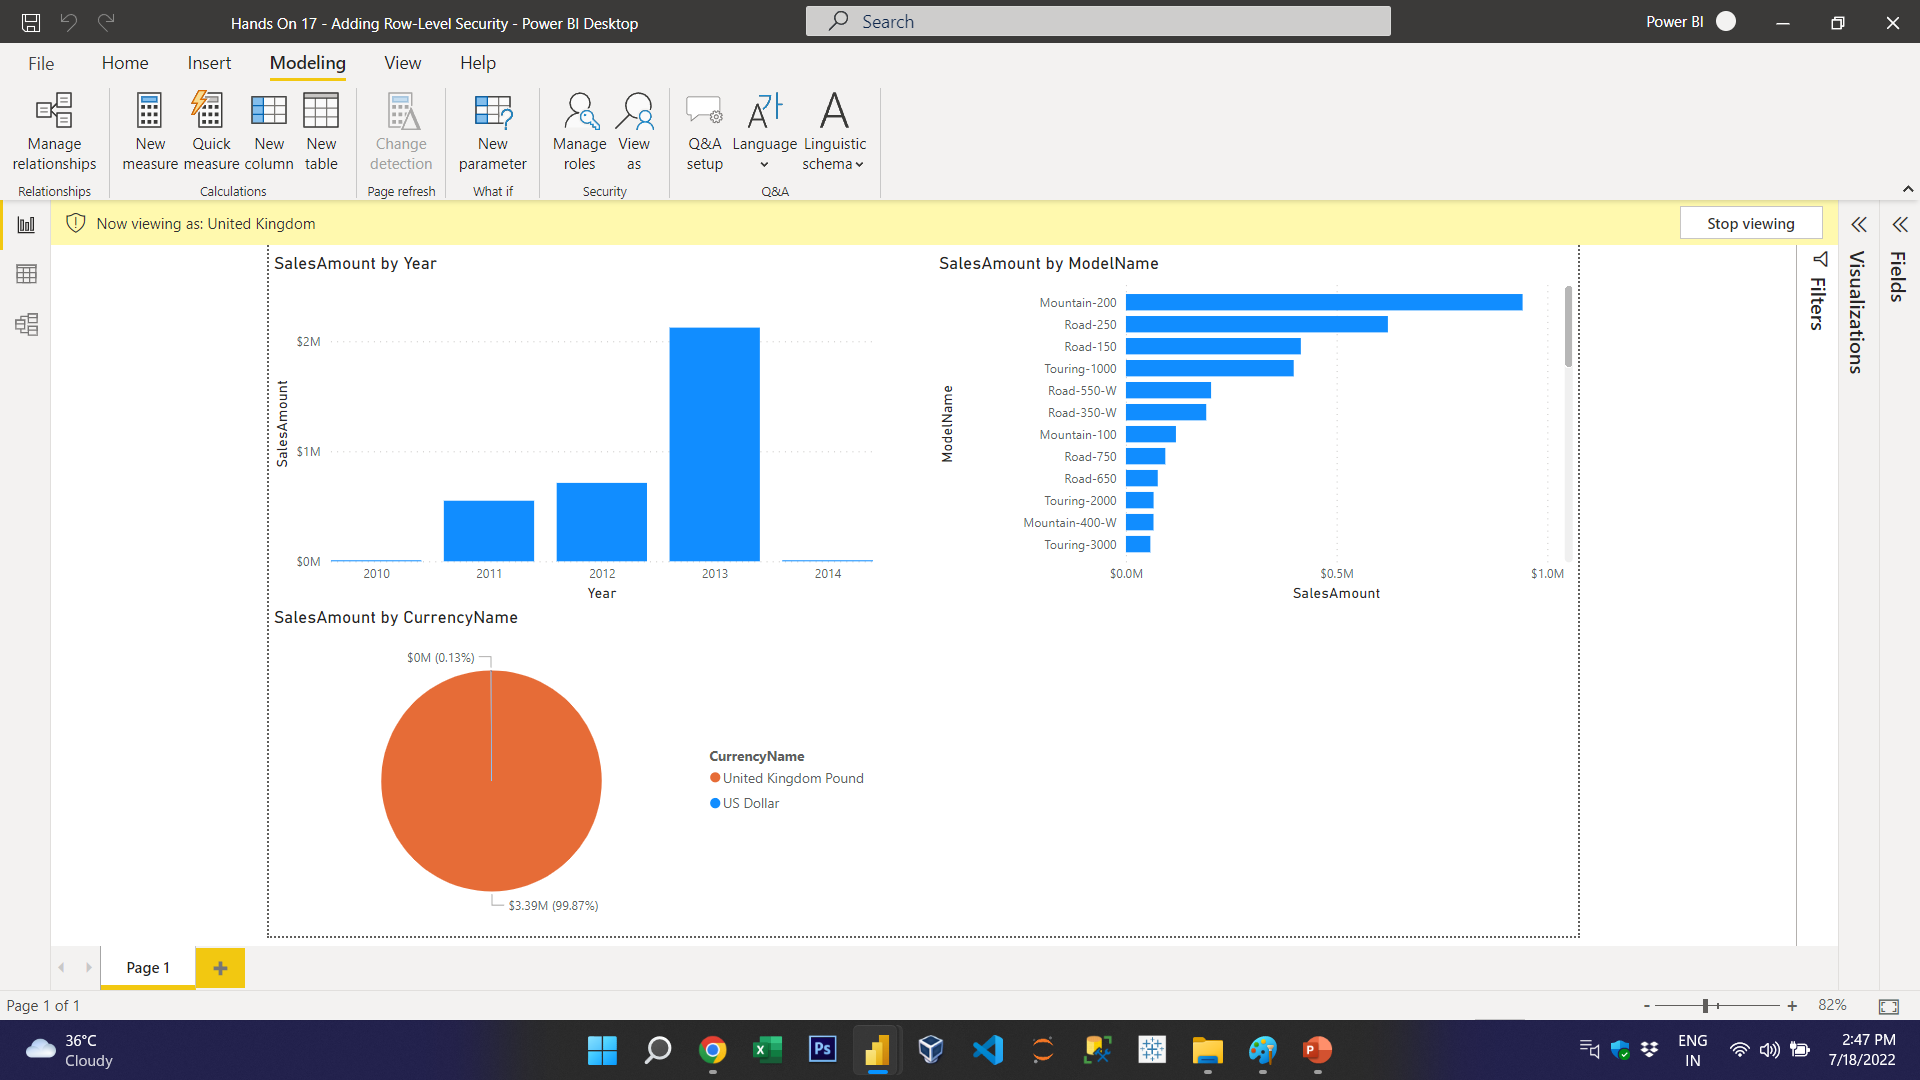 Hands On 17 - Adding Row-Level Security - Power BI Desktop
Search
Power BI
File
Home
Insert
Modeling
View
Help
Manage relationships
New measure
Quick measure
New column
New table
Change detection
New parameter
Manage roles
View as
Q&A setup
Language
Linguistic schema
Relationships
Calculations
Page refresh
What if
Security
Q&A
Now viewing as: United Kingdom
Stop viewing
Filters
Visualizations
Fields
SalesAmount by Year
SalesAmount
$2M
$1M
$0M
2010
2011
2012
2013
2014
Year
SalesAmount by ModelName
ModelName
Mountain-200
Road-250
Road-150
Touring-1000
Road-550-W
Road-350-W
Mountain-100
Road-750
Road-650
Touring-2000
Mountain-400-W
Touring-3000
$0.0M
$0.5M
$1.0M
SalesAmount
SalesAmount by CurrencyName
$0M (0.13%)
$3.39M (99.87%)
CurrencyName
United Kingdom Pound
US Dollar
Page 1
Page 1 of 1
82%
36°C
Cloudy
Ps
ENG
IN
2:47 PM
7/18/2022